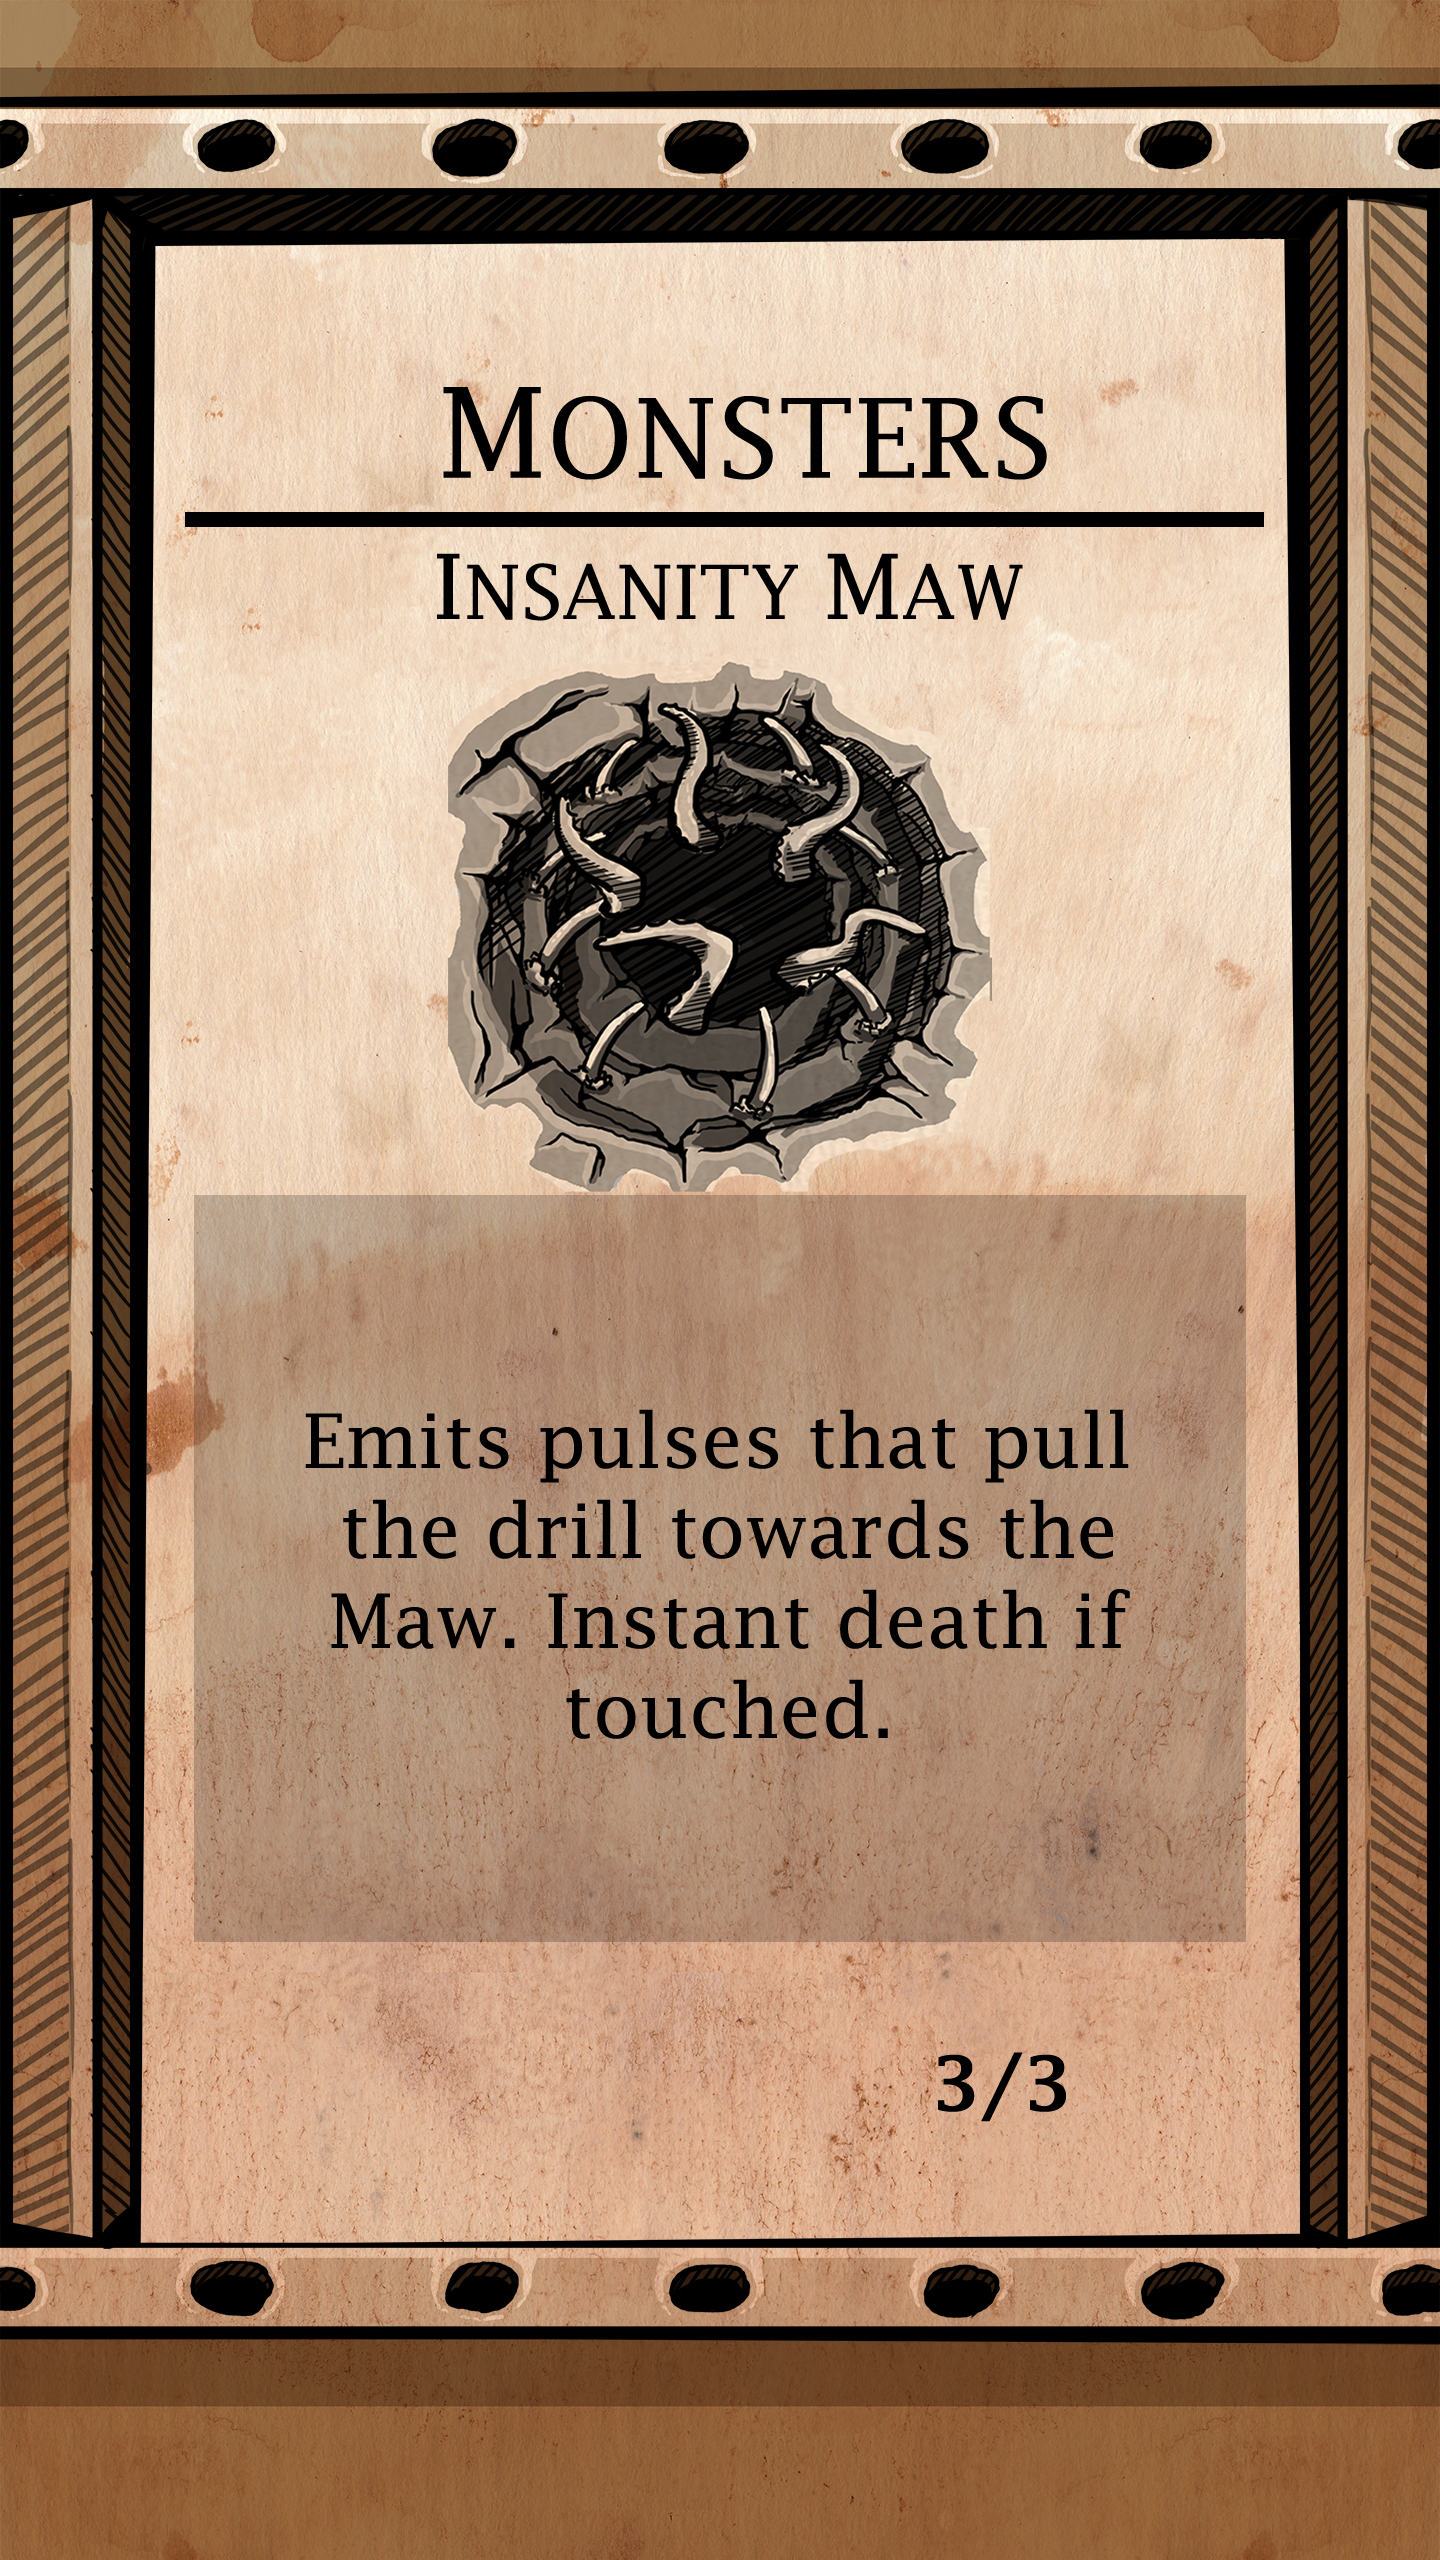 Monsters
Insanity Maw
Emits pulses that pull
the drill towards the
Maw. Instant death if
touched.
3/3